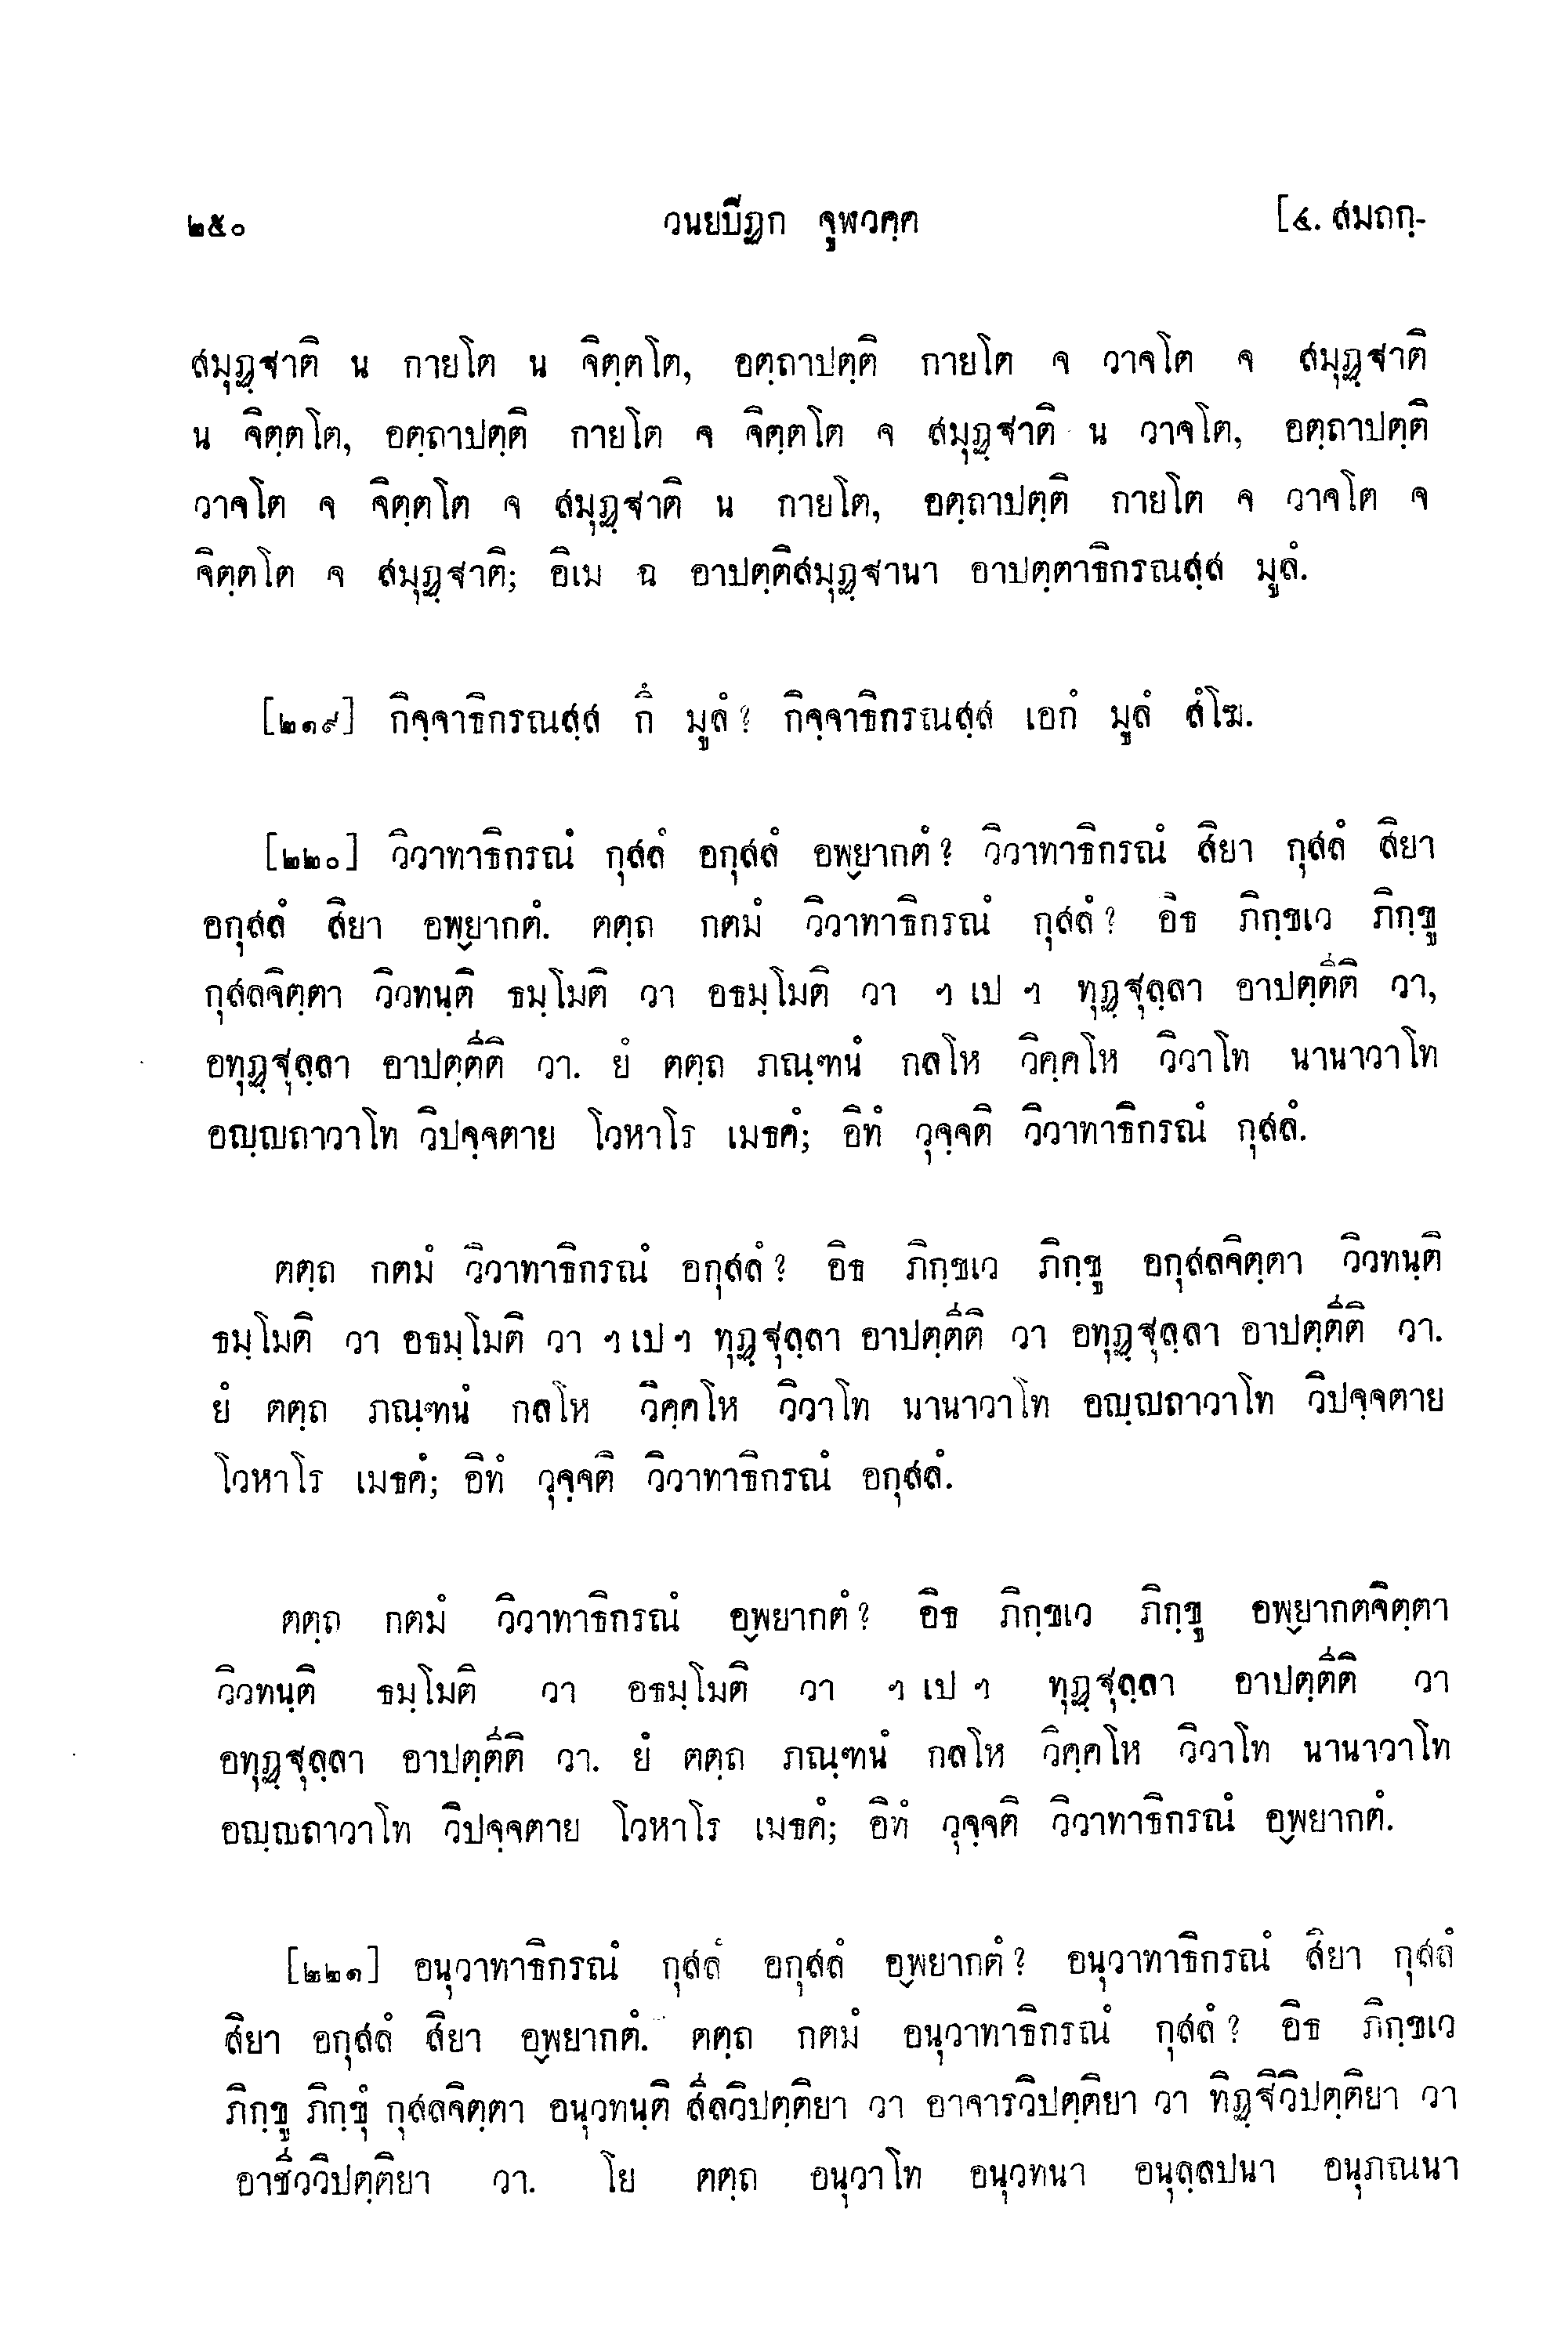 ๒๕๐ วินยปีฏก จูฬวคฺค [๔. สมถกฺ-
สมุฏฺฐาติ น กายโต น จิตฺตโต, อตฺถาปตฺติ กายโต จ วาจโต จ สมุฏฺฐาติ
น จิตฺตโต, อตฺถาปตฺติ กายโต จ จิตฺตโต จ สมุฏฺฐาติ น วาจโต, อตฺถาปตฺติ
วาจโต จ จิตฺตโต จ สมุฏฺฐาติ น กายโต, อตฺถาปตฺติ กายโต จ วาจโต จ
จิตฺตโต จ สมุฏฺฐาติ; อิเม ฉ อาปตฺติสมุฏฺฐานา อาปตฺตาธิกรณสฺส มูลํ.
[๒๑๙] กิจฺจาธิกรณสฺส กึ มูลํ? กิจฺจาธิกรณสฺส เอกํ มูลํ สํโฆ.
[๒๒๐] วิวาทาธิกรณํ กุสลํ อกุสลํ อพฺยากตํ? วิวาทาธิกรณํ สิยา กุสลํ สิยา
อกุสลํ สิยา อพฺยากตํ. ตตฺถ กตมํ วิวาทาธิกรณํ กุสลํ? อิธ ภิกฺขเว ภิกฺขู
กุสลจิตฺตา วิวทนฺติ ธมฺโมติ วา อธมฺโมติ วา ฯ เป ฯ ทุฏฺฐุลฺลา อาปตฺตีติ วา,
อทุฏฺฐุลฺลา อาปตฺตีติ วา. ยํ ตตฺถ ภณฺฑนํ กลโห วิคฺคโห วิวาโท นานาวาโท
อญฺญถาวาโท วิปจฺจตาย โวหาโร เมธคํ; อิทํ วุจฺจติ วิวาทาธิกรณํ กุสลํ.
ตตฺถ กตมํ วิวาทาธิกรณํ อกุสลํ? อิธ ภิกฺขเว ภิกฺขู อกุสลจิตฺตา วิวทนฺติ
ธมฺโมติ วา อธมฺโมติ วา ฯ เป ฯ ทุฏฺฐุลฺลา อาปตฺตีติ วา อทุฏฺฐุลฺลา อาปตฺตีติ วา.
ยํ ตตฺถ ภณฺฑนํ กลโห วิคฺคโห วิวาโท นานาวาโท อญฺญถาวาโท วิปจฺจตาย
โวหาโร เมธคํ; อิทํ วุจฺจติ วิวาทาธิกรณํ อกุสลํ.
ตตฺถ กตมํ วิวาทาธิกรณํ อพฺยากตํ? อิธ ภิกฺขเว ภิกฺขู อพฺยากตจิตฺตา
วิวทนฺติ ธมฺโมติ วา อธมฺโมติ วา ฯ เป ฯ ทุฏฺฐุลฺลา อาปตฺตีติ วา
อทุฏฺฐุลฺลา อาปตฺตีติ วา. ยํ ตตฺถ ภณฺฑนํ กลโห วิคฺคโห วิวาโท นานาวาโท
อญฺญถาวาโท วิปจฺจตาย โวหาโร เมธคํ; อิทํ วุจฺจติ วิวาทาธิกรณํ อพฺยากตํ.
[๒๒๑] อนุวาทาธิกรณํ กุสลํ อกุสลํ อพฺยากตํ? อนุวาทาธิกรณํ สิยา กุสลํ
สิยา อกุสลํ สิยา อพฺยากตํ. ตตฺถ กตมํ อนุวาทาธิกรณํ กุสลํ? อิธ ภิกฺขเว
ภิกฺขู ภิกฺขุํ กุสลจิตฺตา อนุวทนฺติ สีลวิปตฺติยา วา อาจารวิปตฺติยา วา ทิฏฺฐิวิปตฺติยา วา
อาชีววิปตฺติยา วา. โย ตตฺถ อนุวาโท อนุวทนา อนุลฺลปนา อนุภณนา